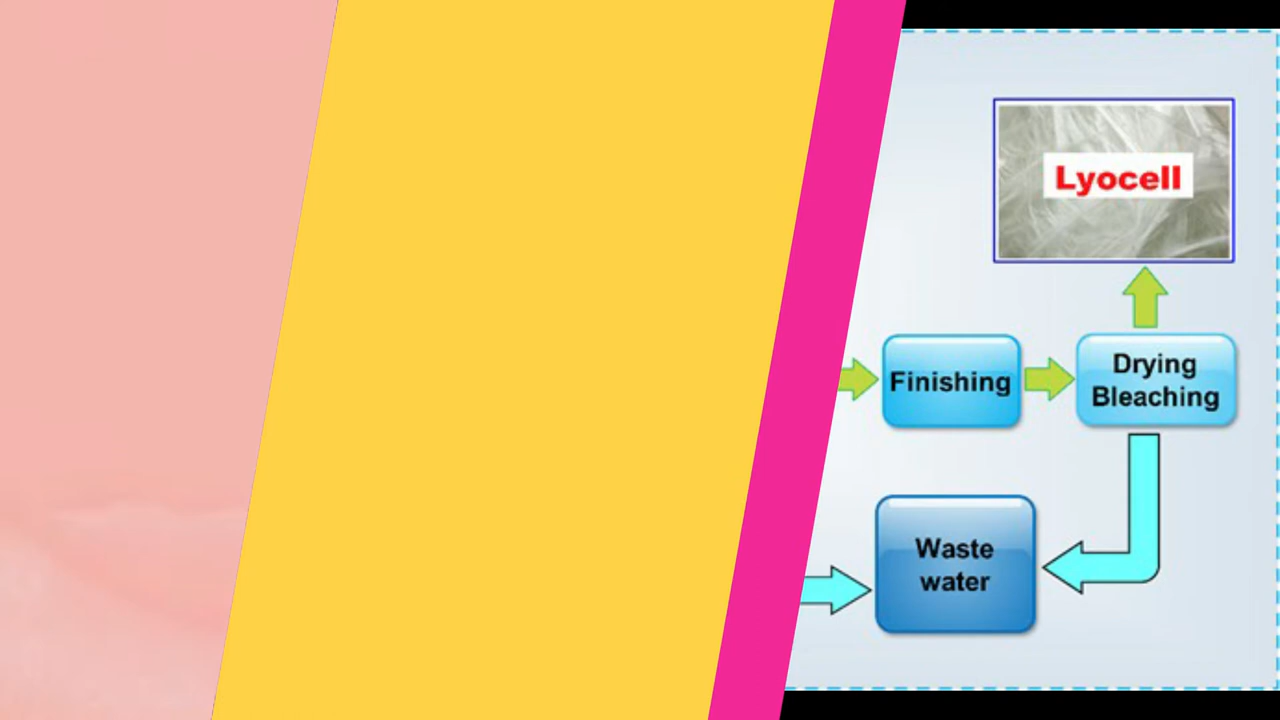 Lyocell
Finishing
Drying
Bleaching
Waste
water